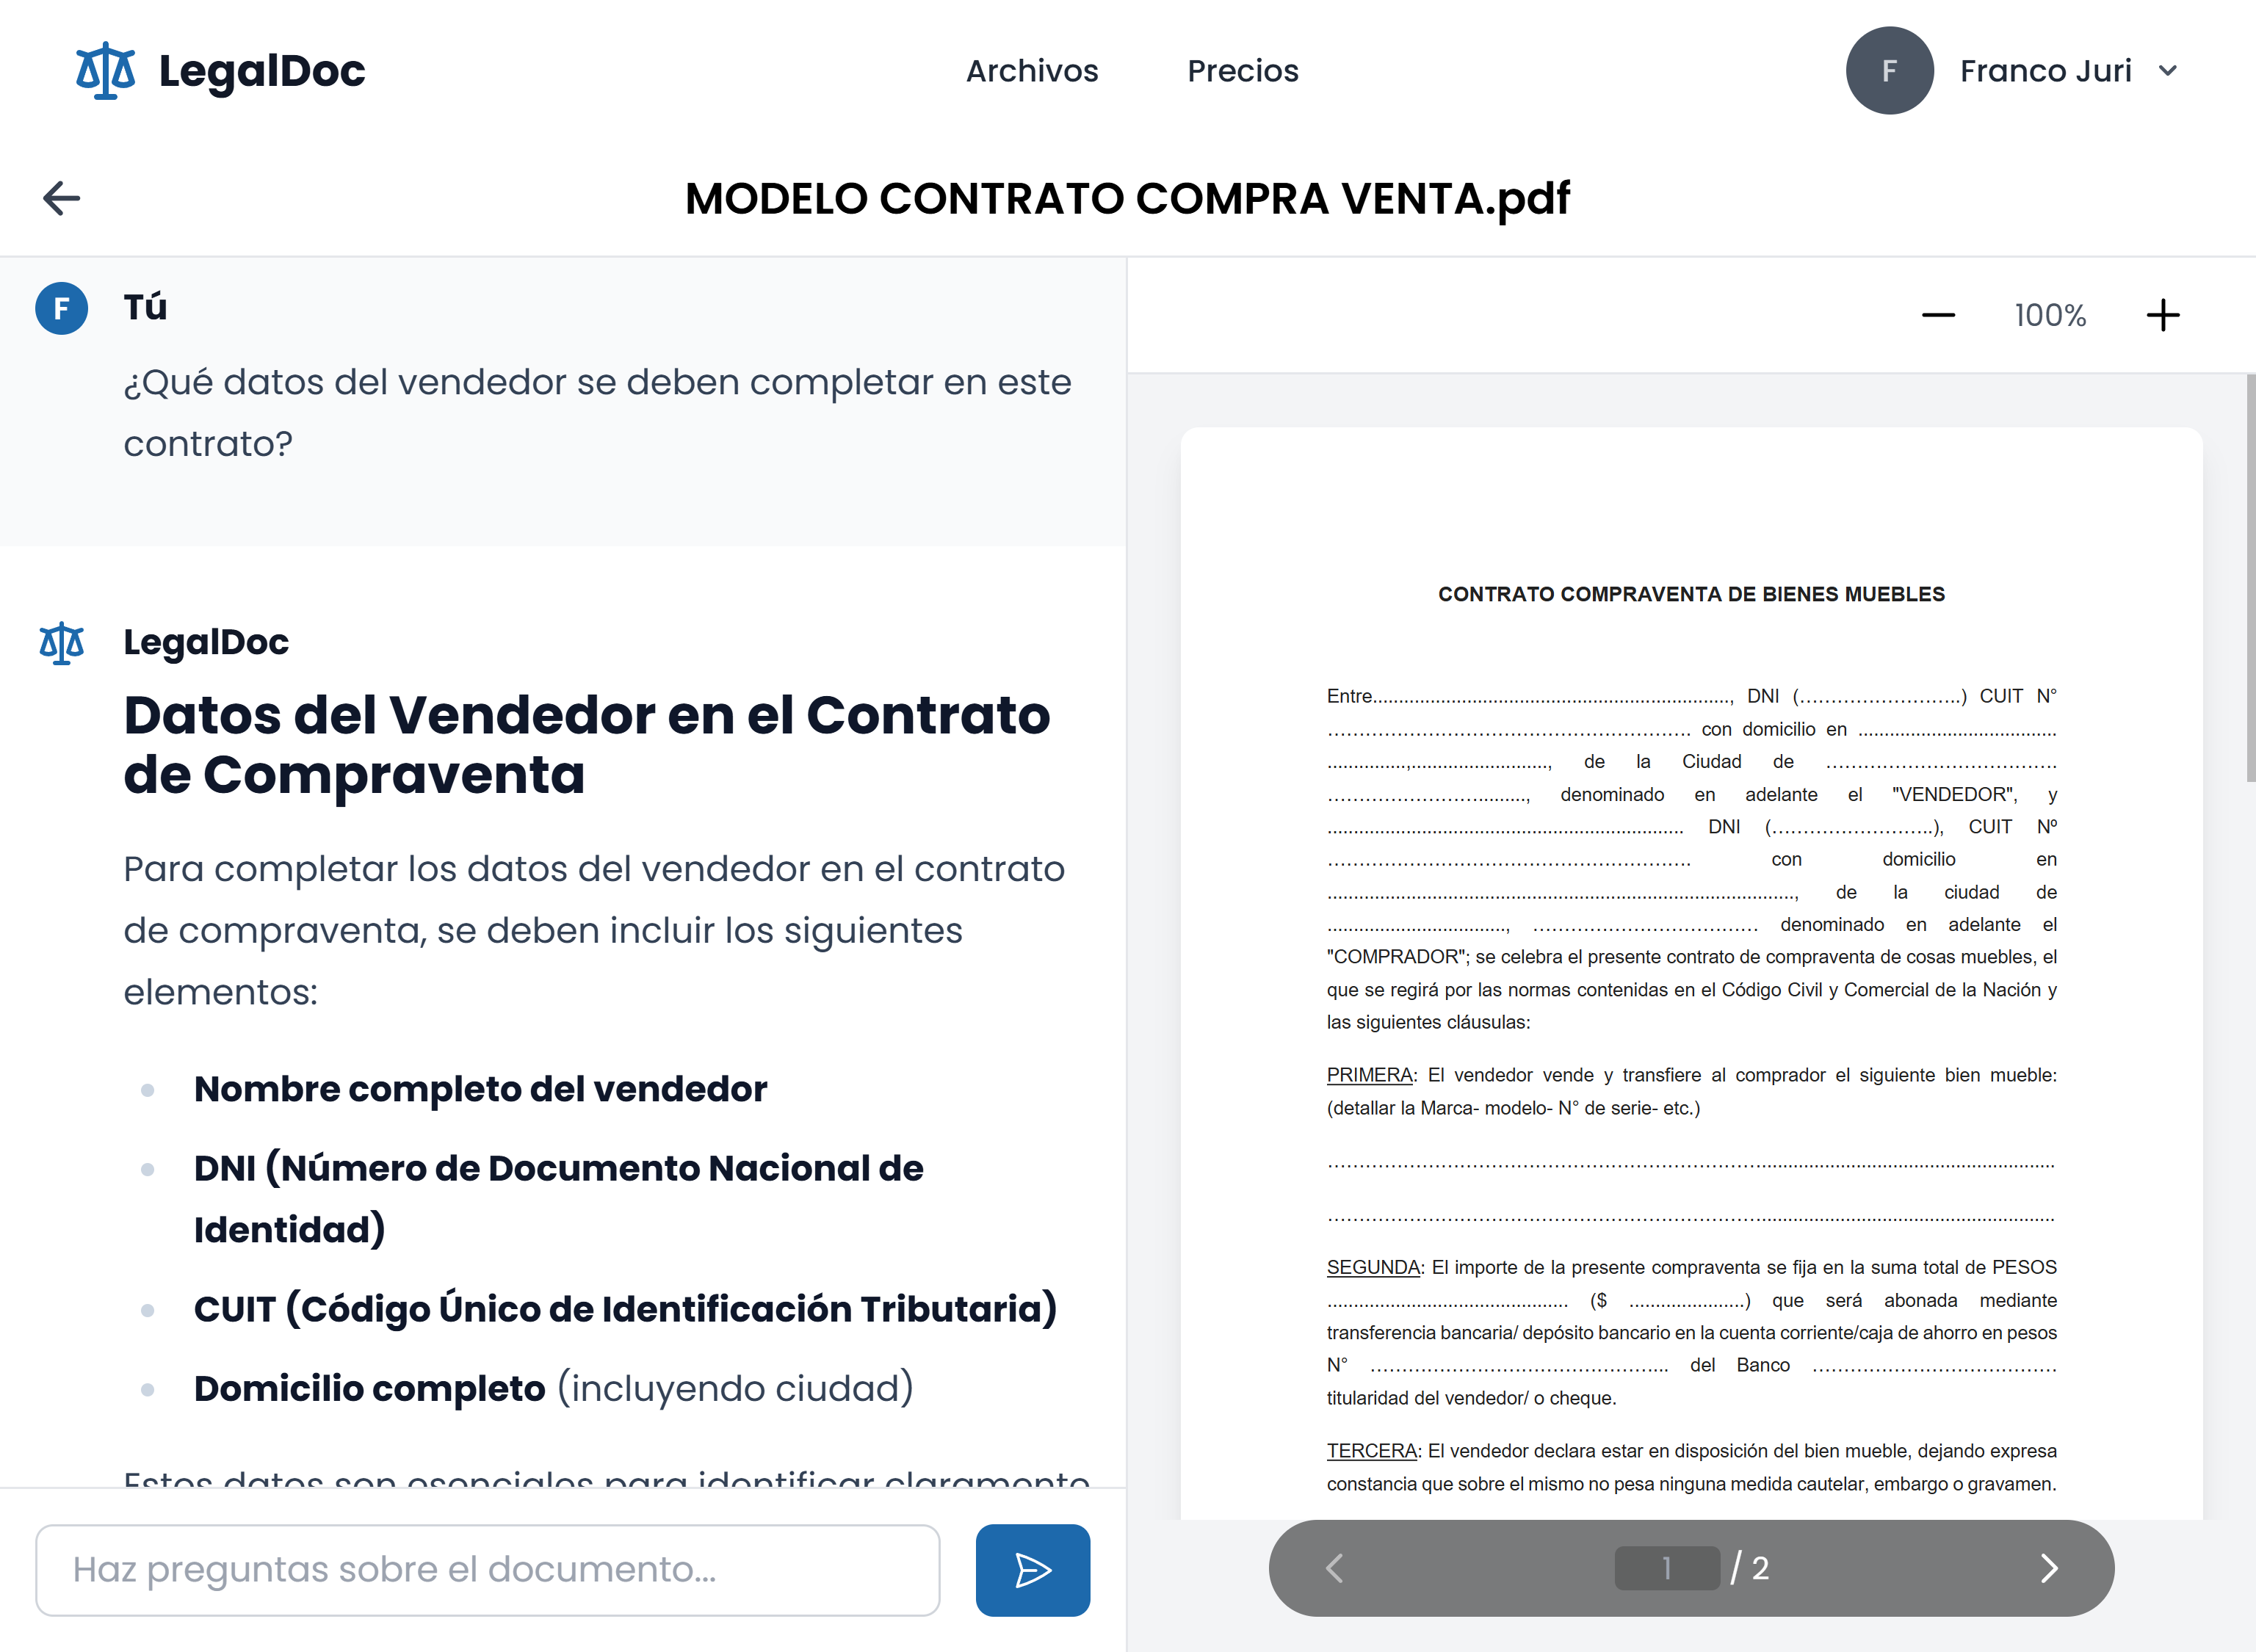 LegalDoc
Archivos
Precios
F
Franco Juri
MODELO CONTRATO COMPRA VENTA.pdf
F
Tú
¿Qué datos del vendedor se deben completar en este
contrato?
LegalDoc
Datos del Vendedor en el Contrato
de Compraventa
Para completar los datos del vendedor en el contrato
de compraventa, se deben incluir los siguientes
elementos:
Nombre completo del vendedor
DNI (Número de Documento Nacional de
Identidad)
CUIT (Código Único de Identificación Tributaria)
Domicilio completo (incluyendo ciudad)
Estos datos son esenciales para identificar claramente
Haz preguntas sobre el documento...
100%
CONTRATO COMPRAVENTA DE BIENES MUEBLES
Entre...................................................................., DNI (……………………..) CUIT N°
…………………………………………………. con domicilio en ......................................
...............,.........................., de la Ciudad de ……………………………….
……………………........., denominado en adelante el "VENDEDOR", y
.................................................................... DNI (……………………..), CUIT Nº
…………………………………………………. con domicilio en
........................................................................................., de la ciudad de
.................................., ……………………………… denominado en adelante el
"COMPRADOR"; se celebra el presente contrato de compraventa de cosas muebles, el
que se regirá por las normas contenidas en el Código Civil y Comercial de la Nación y
las siguientes cláusulas:
PRIMERA: El vendedor vende y transfiere al comprador el siguiente bien mueble:
(detallar la Marca- modelo- N° de serie- etc.)
……………………………………………………………........................................................
……………………………………………………………........................................................
SEGUNDA: El importe de la presente compraventa se fija en la suma total de PESOS
.............................................. ($ ......................) que será abonada mediante
transferencia bancaria/ depósito bancario en la cuenta corriente/caja de ahorro en pesos
N° ……………………………………….... del Banco …………………………………
titularidad del vendedor/ o cheque.
TERCERA: El vendedor declara estar en disposición del bien mueble, dejando expresa
constancia que sobre el mismo no pesa ninguna medida cautelar, embargo o gravamen.
1 / 2